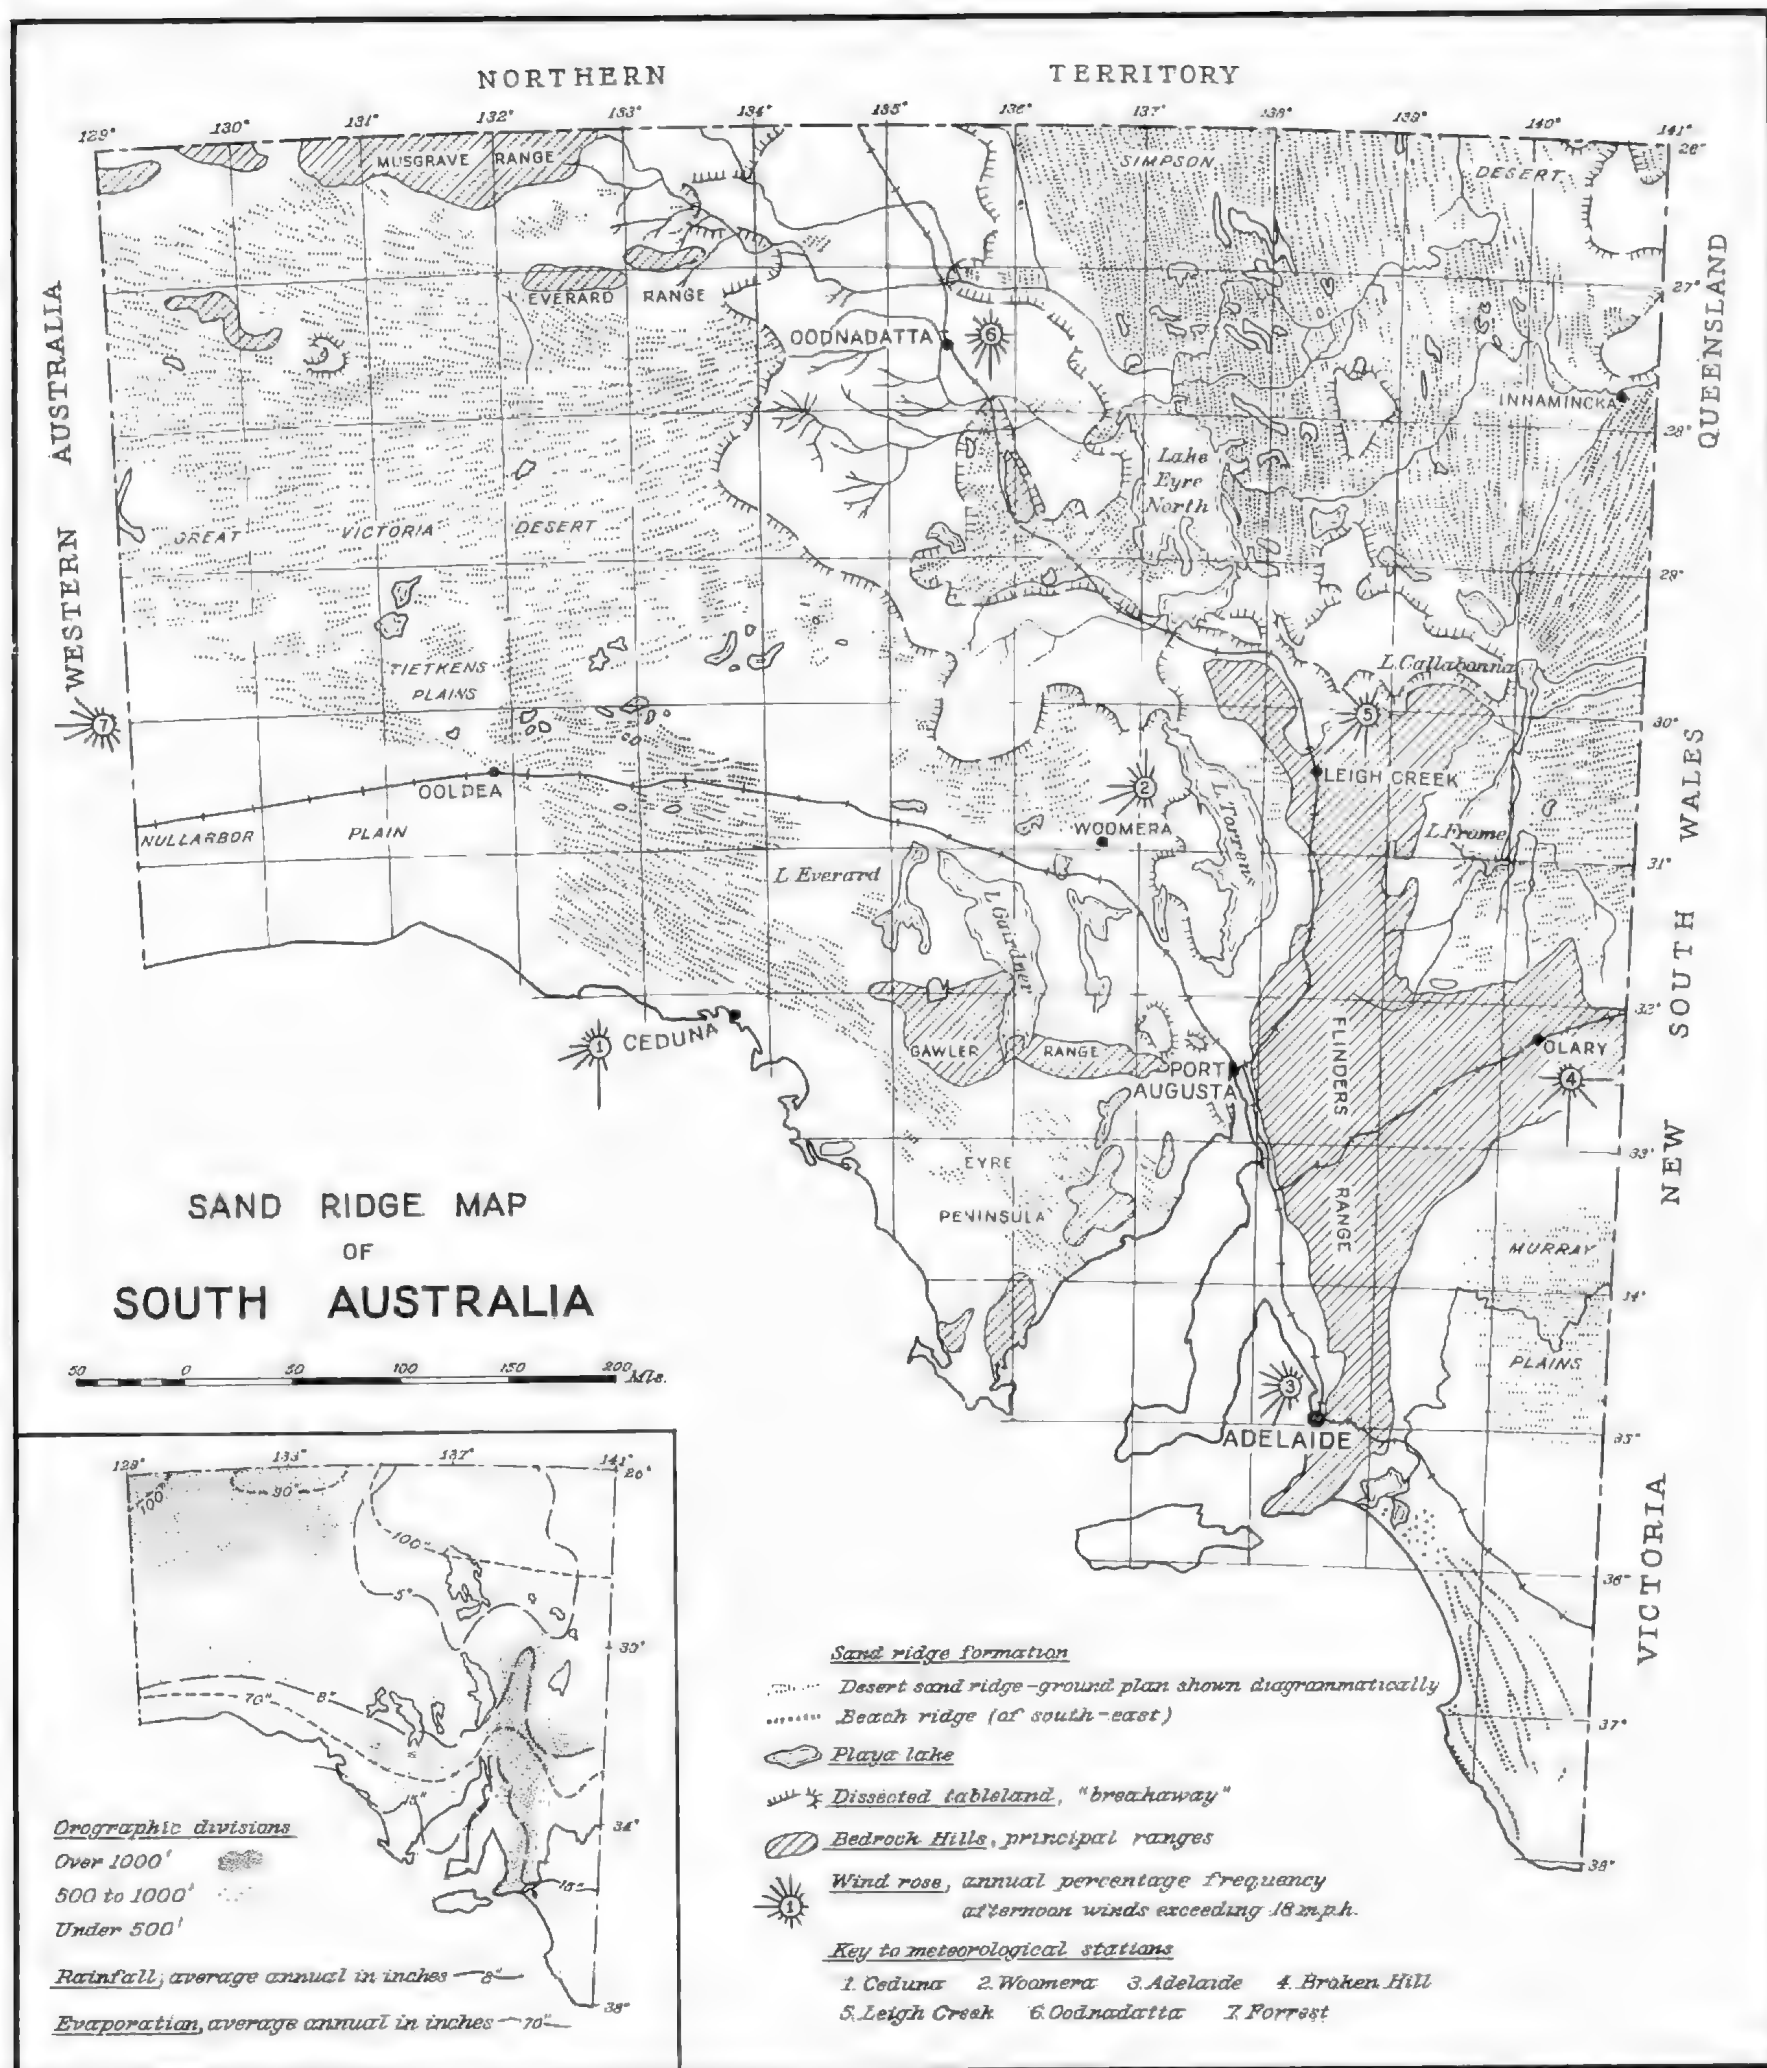 NORTHERN TERRITORY
129° 130° 131° 132° 133° 134° 135° 136° 137° 138° 139° 140° 141°
26°
MUSGRAVE RANGE
SIMPSON DESERT
27°
EVERARD RANGE
OODNADATTA
6
INNAMINCKA
28°
Lake
Eyre
North
GREAT VICTORIA DESERT
29°
TIETKENS
PLAINS
L Callabonna
7
5
30°
OOLDEA
2
LEIGH CREEK
NULLARBOR PLAIN
WOOMERA
L Torrens
L Frome
31°
L Everard
L Gairdner
32°
1
CEDUNA
GAWLER RANGE
PORT
AUGUSTA
FLINDERS RANGE
OLARY
4
33°
EYRE
PENINSULA
MURRAY
34°
PLAINS
3
ADELAIDE
35°
36°
37°
38°
WESTERN AUSTRALIA
QUEENSLAND
NEW SOUTH WALES
VICTORIA
SAND RIDGE MAP
OF
SOUTH AUSTRALIA
50 0 50 100 150 200 Mls.
129° 133° 137° 141°
26°
100"
90"
100"
5"
30°
70" 8"
15"
34°
15"
38°
Orographic divisions
Over 1000'
500 to 1000'
Under 500'
Rainfall, average annual in inches 8"
Evaporation, average annual in inches 70"
Sand ridge formation
Desert sand ridge-ground plan shown diagrammatically
Beach ridge (of south-east)
Playa lake
Dissected tableland, "breakaway"
Bedrock Hills, principal ranges
Wind rose, annual percentage frequency
1
afternoon winds exceeding 18 m.p.h.
Key to meteorological stations
1. Ceduna 2. Woomera 3. Adelaide 4. Broken Hill
5. Leigh Creek 6. Oodnadatta 7. Forrest